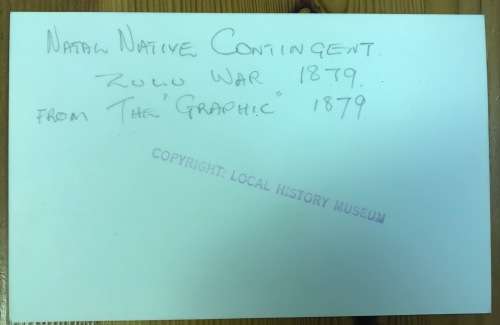 NATAL NATIVE CONTINGENT.
ZULU WAR 1879.
FROM THE "GRAPHIC" 1879
COPYRIGHT: LOCAL HISTORY MUSEUM